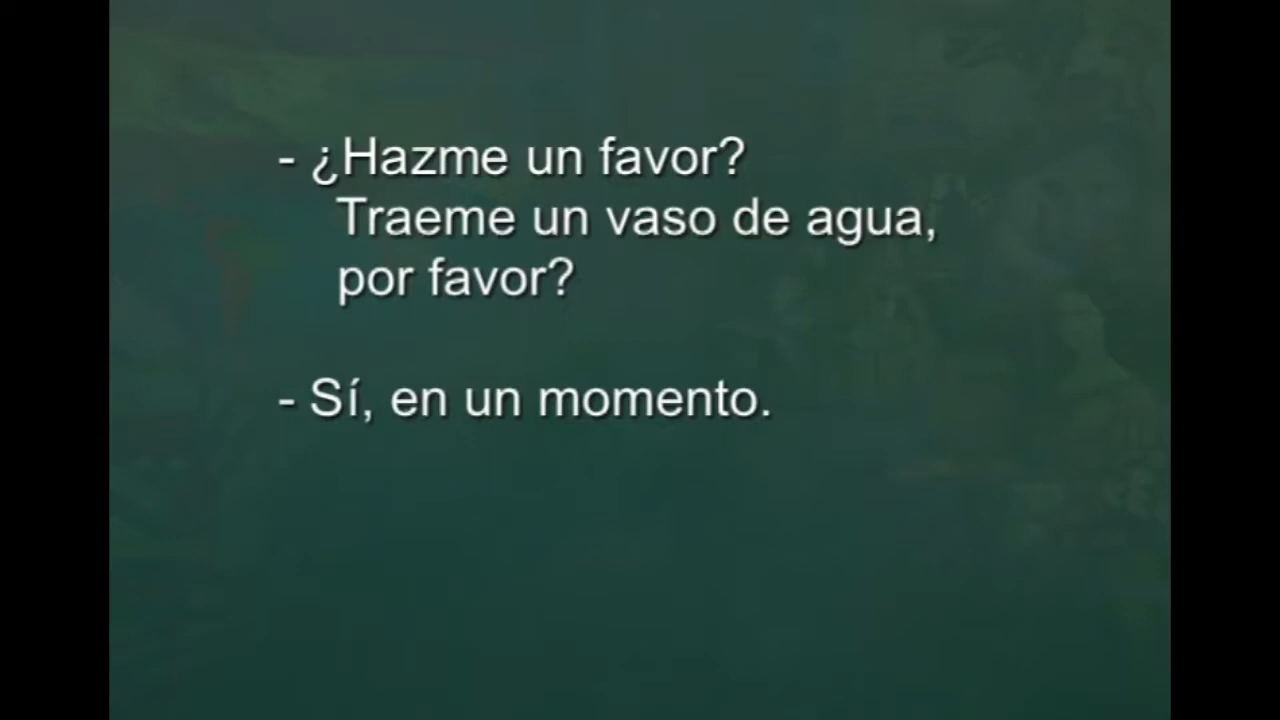 - ¿Hazme un favor?
Traeme un vaso de agua,
por favor?
- Sí, en un momento.